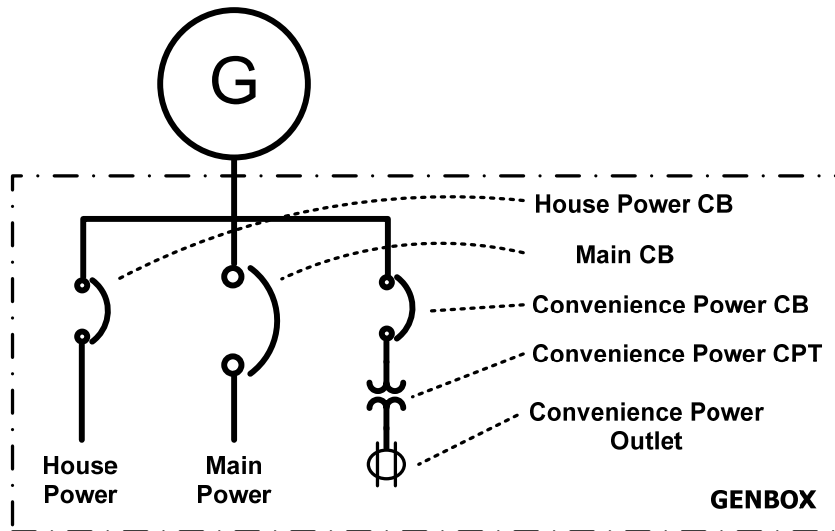 G
House Power CB
Main CB
Convenience Power CB
Convenience Power CPT
Convenience Power
Outlet
House
Power
Main
Power
GENBOX